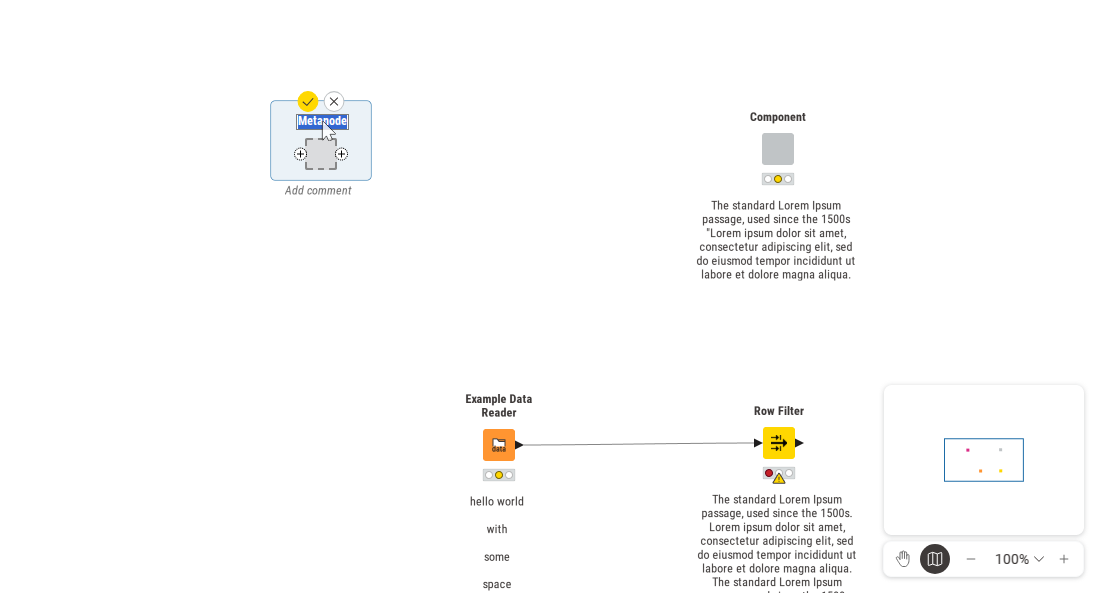 Metanode
Add comment
Component
The standard Lorem Ipsum
passage, used since the 1500s
"Lorem ipsum dolor sit amet,
consectetur adipiscing elit, sed
do eiusmod tempor incididunt ut
labore et dolore magna aliqua.
Example Data
Reader
data
hello world
with
some
space
Row Filter
The standard Lorem Ipsum
passage, used since the 1500s.
Lorem ipsum dolor sit amet,
consectetur adipiscing elit, sed
do eiusmod tempor incididunt ut
labore et dolore magna aliqua.
The standard Lorem Ipsum
100%